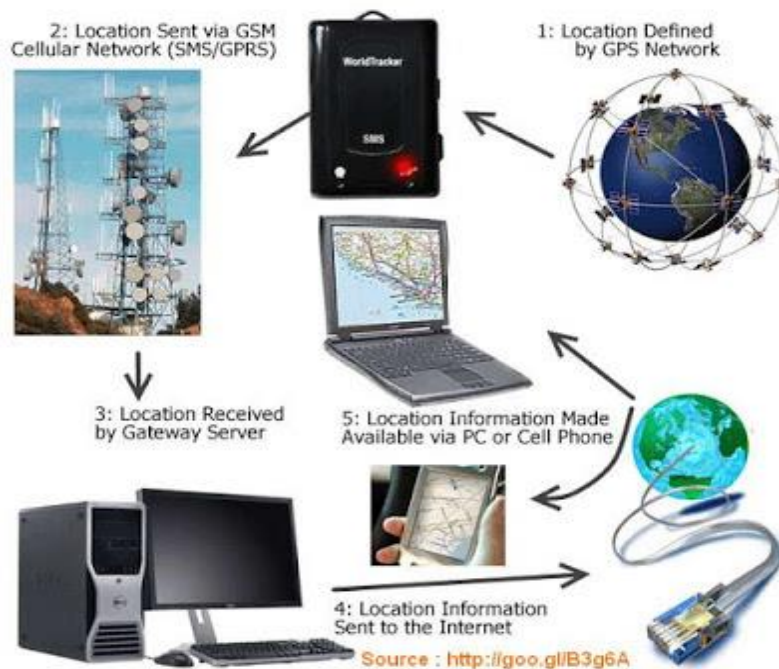 2: Location Sent via GSM
Cellular Network (SMS/GPRS)
WorldTracker
SMS
1: Location Defined
by GPS Network
3: Location Received
by Gateway Server
5: Location Information Made
Available via PC or Cell Phone
4: Location Information
Sent to the Internet
Source : http://goo.gl/B3g6A